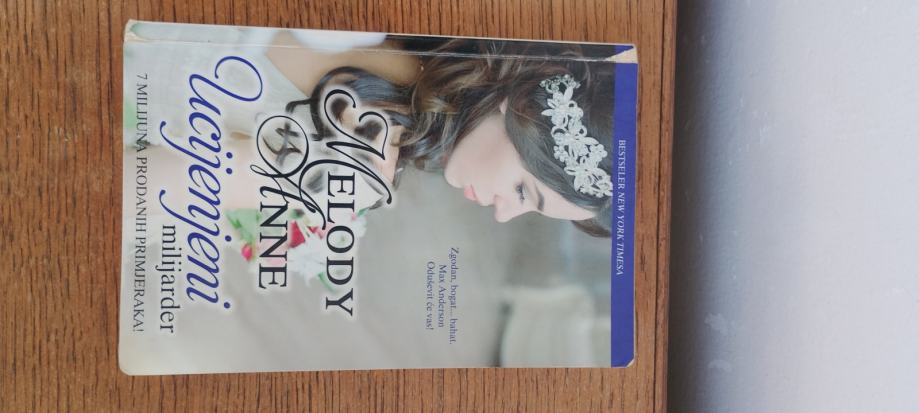 BESTSELER NEW YORK TIMESA
Zgodan, bogat... bahat.
Max Anderson
Oduševit će vas!
MELODY
ANNE
Ucijenjeni
milijarder
7 MILIJUNA PRODANIH PRIMJERAKA!